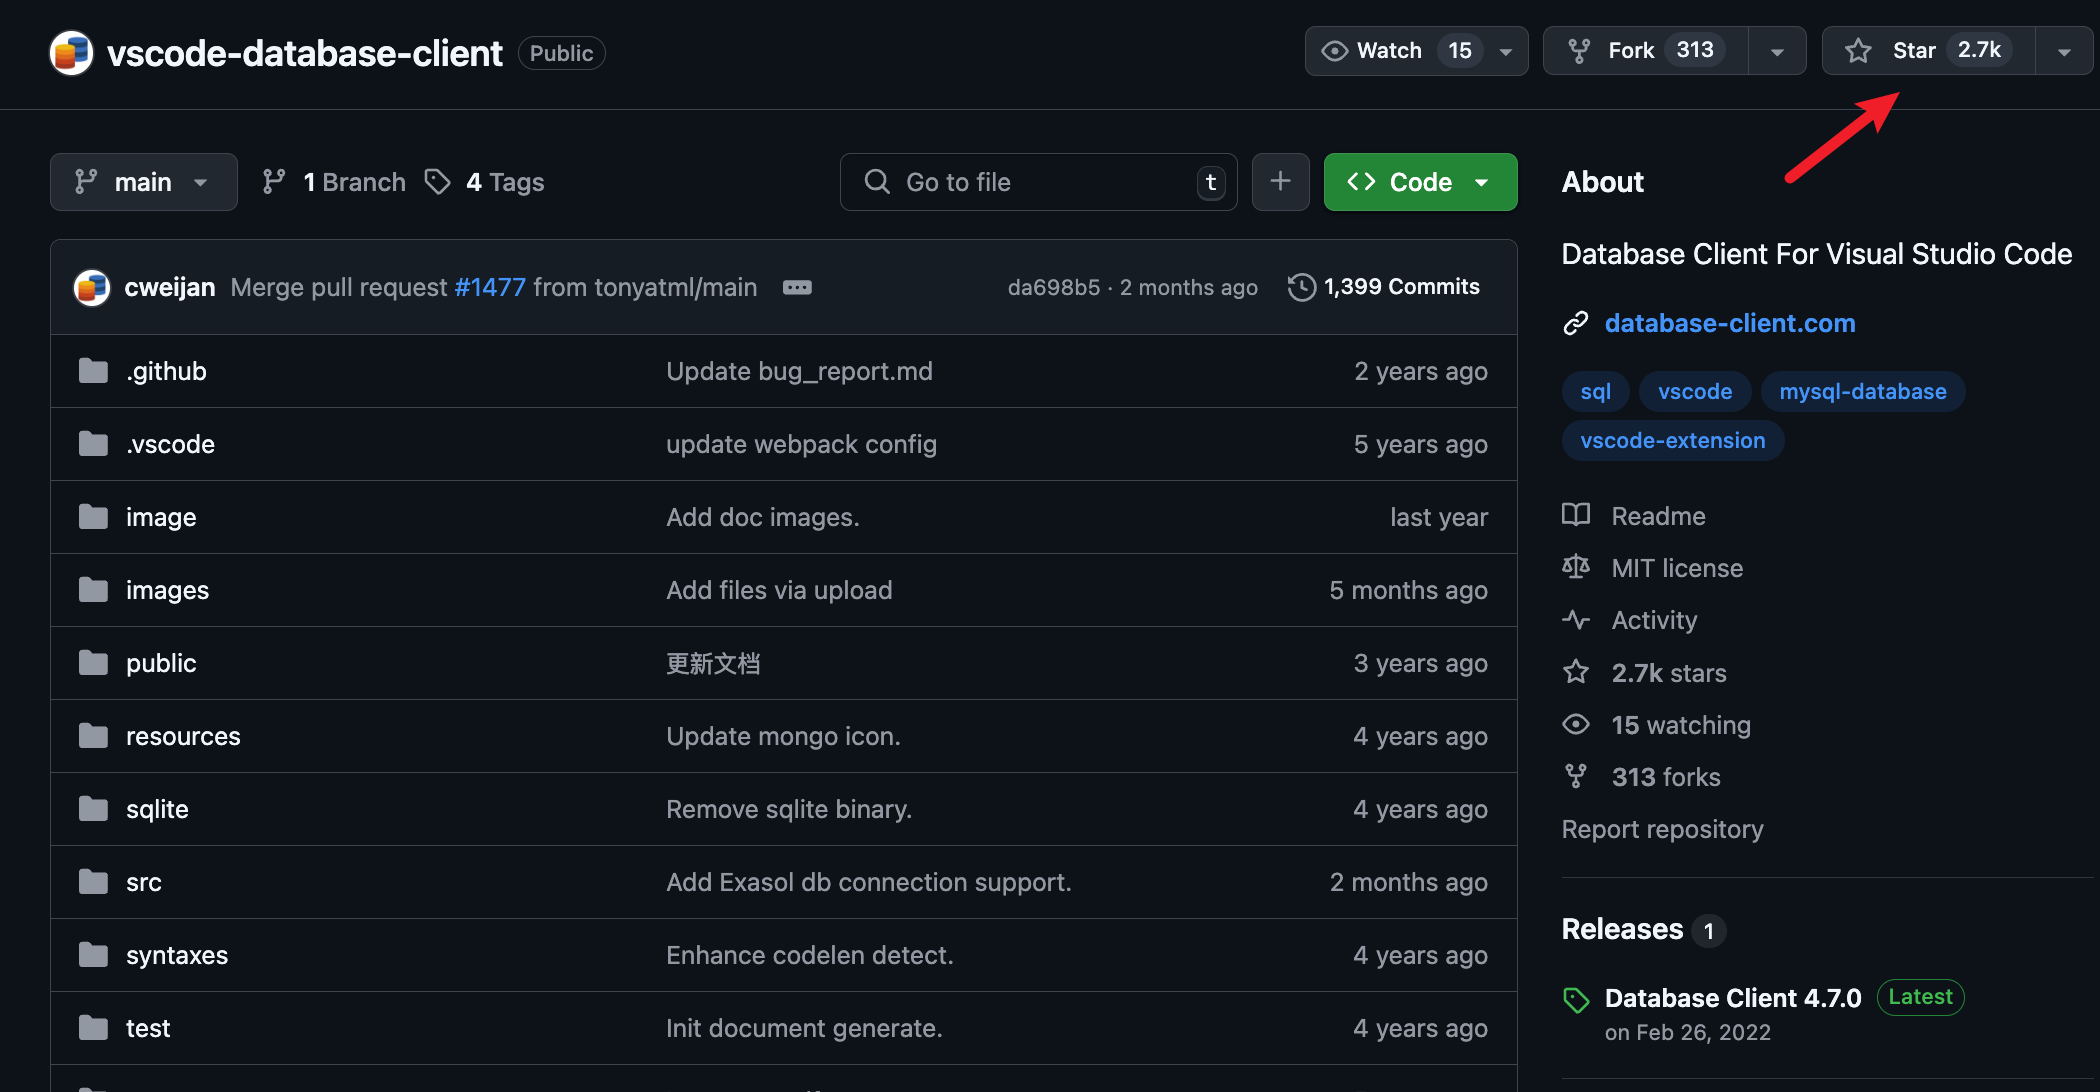 vscode-database-client Public
Watch 15
Fork 313
Star 2.7k
main
1 Branch
4 Tags
Go to file t
Code
cweijan Merge pull request #1477 from tonyatml/main
da698b5 · 2 months ago
1,399 Commits
.github Update bug_report.md 2 years ago
.vscode update webpack config 5 years ago
image Add doc images. last year
images Add files via upload 5 months ago
public 更新文档 3 years ago
resources Update mongo icon. 4 years ago
sqlite Remove sqlite binary. 4 years ago
src Add Exasol db connection support. 2 months ago
syntaxes Enhance codelen detect. 4 years ago
test Init document generate. 4 years ago
About
Database Client For Visual Studio Code
database-client.com
sql vscode mysql-database
vscode-extension
Readme
MIT license
Activity
2.7k stars
15 watching
313 forks
Report repository
Releases 1
Database Client 4.7.0 Latest
on Feb 26, 2022